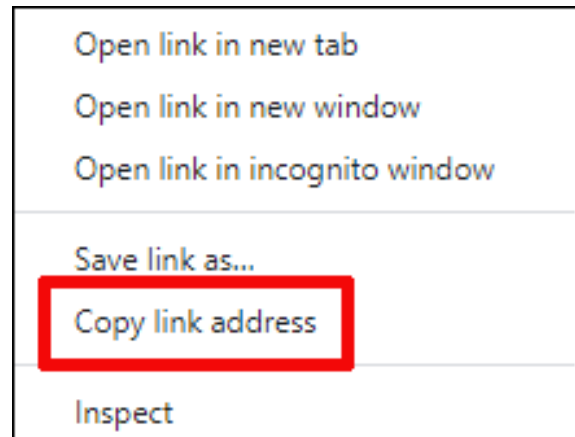 Open link in new tab
Open link in new window
Open link in incognito window
Save link as...
Copy link address
Inspect